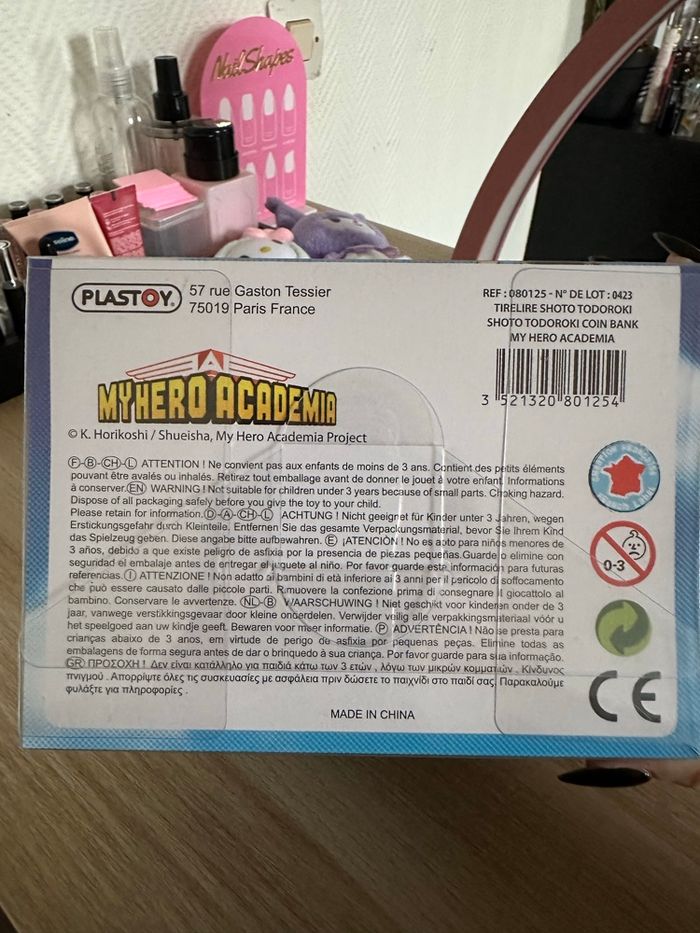 Nail Shapes
PLASTOY
57 rue Gaston Tessier
75019 Paris France
REF : 080125 - N° DE LOT : 0423
TIRELIRE SHOTO TODOROKI
SHOTO TODOROKI COIN BANK
MY HERO ACADEMIA
3 521320 801254
MY HERO ACADEMIA
© K. Horikoshi / Shueisha, My Hero Academia Project
F-B-CH-L ATTENTION ! Ne convient pas aux enfants de moins de 3 ans. Contient des petits éléments
pouvant être avalés ou inhalés. Retirez tout emballage avant de donner le jouet à votre enfant. Informations
à conserver. EN WARNING ! Not suitable for children under 3 years because of small parts. Choking hazard.
Dispose of all packaging safely before you give the toy to your child.
Please retain for information. D-A-CH-L ACHTUNG ! Nicht geeignet für Kinder unter 3 Jahren, wegen
Erstickungsgefahr durch Kleinteile. Entfernen Sie das gesamte Verpackungsmaterial, bevor Sie Ihrem Kind
das Spielzeug geben. Diese angabe bitte aufbewahren. E ¡ATENCIÓN! No es apto para niños menores de
3 años, debido a que existe peligro de asfixia por la presencia de piezas pequeñas. Guarde o elimine con
seguridad el embalaje antes de entregar el juguete al niño. Por favor guarde esta información para futuras
referencias. I ATTENZIONE ! Non adatto a bambini di età inferiore ai 3 anni per il pericolo di soffocamento
che può essere causato dalle piccole parti. Rimuovere la confezione prima di consegnare il giocattolo al
bambino. Conservare le avvertenze. NL-B WAARSCHUWING ! Niet geschikt voor kinderen onder de 3
jaar, vanwege verstikkingsgevaar door kleine onderdelen. Verwijder veilig alle verpakkingsmateriaal vóór u
het speelgoed aan uw kindje geeft. Bewaren voor meer informatie. P ADVERTÊNCIA ! Não se presta para
crianças abaixo de 3 anos, em virtude de perigo de asfixia por pequenas peças. Elimine todas as
embalagens de forma segura antes de dar o brinquedo à sua criança. Por favor guarde para sua informação.
GR ΠΡΟΣΟΧΗ ! Δεν είναι κατάλληλο για παιδιά κάτω των 3 ετών , λόγω των μικρών κομματιών . Κίνδυνος
πνιγμού . Απορρίψτε όλες τις συσκευασίες με ασφάλεια πριν δώσετε το παιχνίδι στο παιδί σας. Παρακαλούμε
φυλάξτε για πληροφορίες .
0-3
CE
MADE IN CHINA